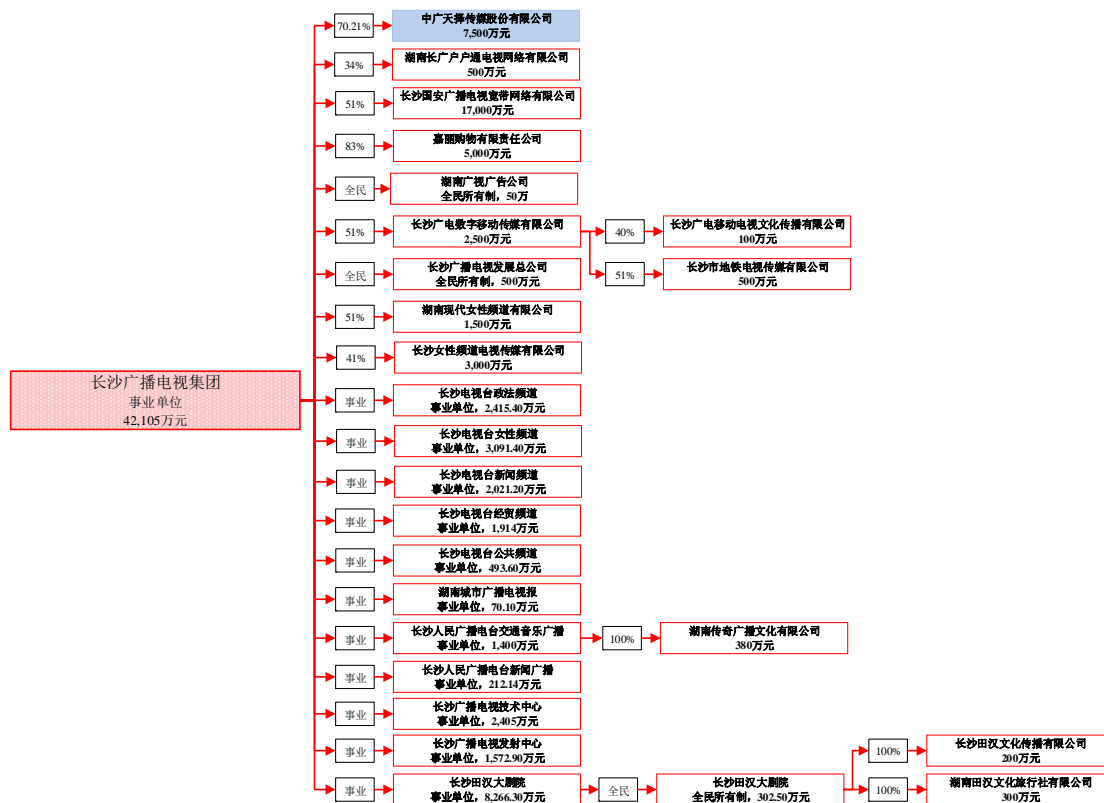 70.21%
中广天择传媒股份有限公司
7,500万元
34%
湖南长广户户通电视网络有限公司
500万元
51%
长沙国安广播电视宽带网络有限公司
17,000万元
83%
嘉丽购物有限责任公司
5,000万元
全民
湖南广视广告公司
全民所有制，50万
51%
长沙广电数字移动传媒有限公司
2,500万元
40%
长沙广电移动电视文化传播有限公司
100万元
全民
长沙广播电视发展总公司
全民所有制，500万元
51%
长沙市地铁电视传媒有限公司
500万元
51%
湖南现代女性频道有限公司
1,500万元
41%
长沙女性频道电视传媒有限公司
3,000万元
长沙广播电视集团
事业单位
42,105万元
事业
长沙电视台政法频道
事业单位，2,415.40万元
事业
长沙电视台女性频道
事业单位，3,091.40万元
事业
长沙电视台新闻频道
事业单位，2,021.20万元
事业
长沙电视台经贸频道
事业单位，1,914万元
事业
长沙电视台公共频道
事业单位，493.60万元
事业
湖南城市广播电视报
事业单位，70.10万元
事业
长沙人民广播电台交通音乐广播
事业单位，1,400万元
100%
湖南传奇广播文化有限公司
380万元
事业
长沙人民广播电台新闻广播
事业单位，212.14万元
事业
长沙广播电视技术中心
事业单位，2,405万元
事业
长沙广播电视发射中心
事业单位，1,572.90万元
100%
长沙田汉文化传播有限公司
200万元
事业
长沙田汉大剧院
事业单位，8,266.30万元
全民
长沙田汉大剧院
全民所有制，302.50万元
100%
湖南田汉文化旅行社有限公司
300万元